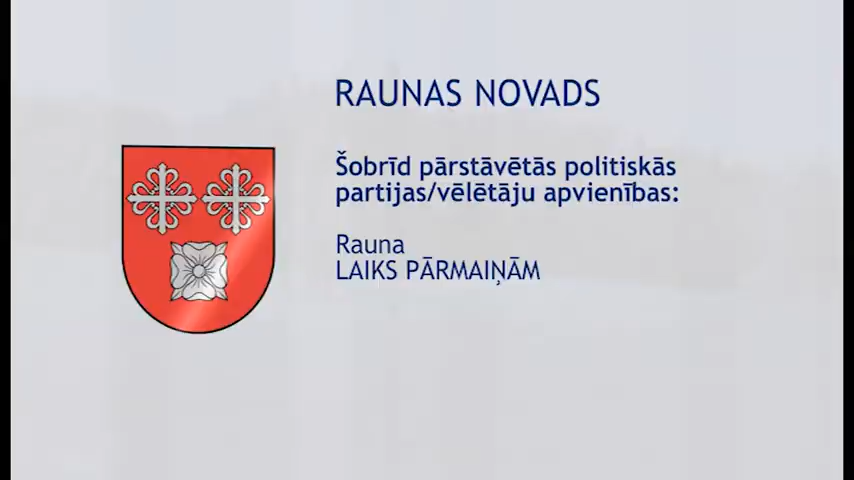 RAUNAS NOVADS
Šobrīd pārstāvētās politiskās
partijas/vēlētāju apvienības:
Rauna
LAIKS PĀRMAIŅĀM